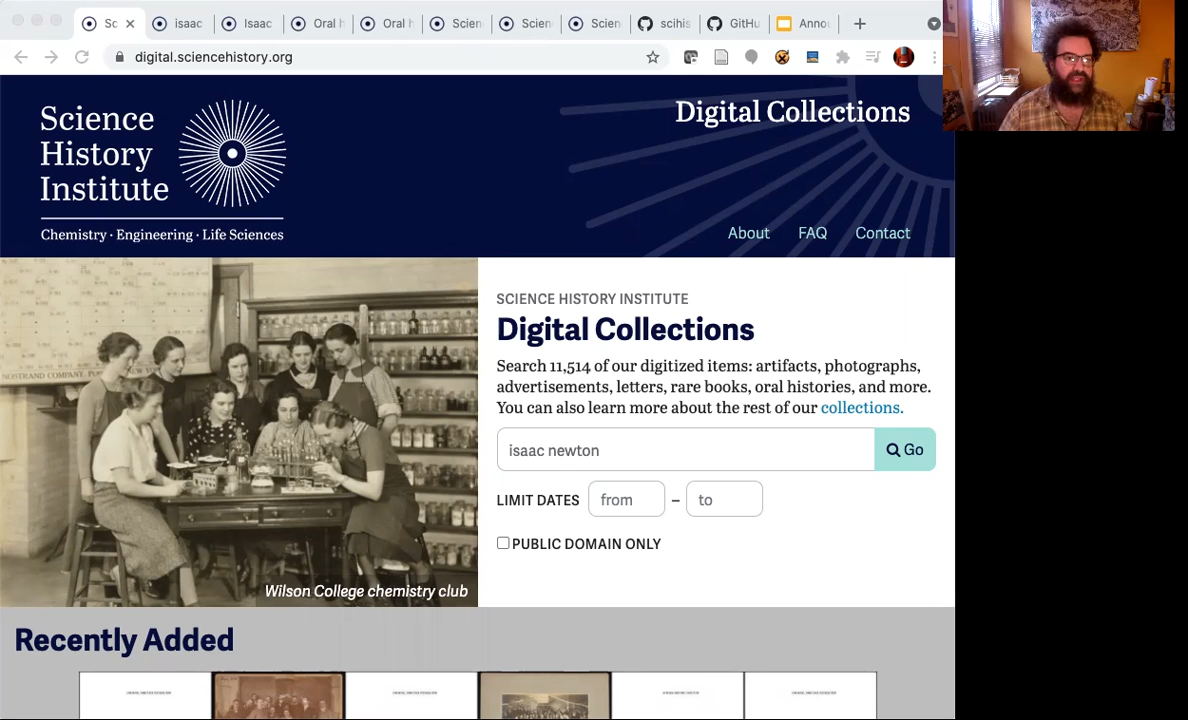 Sc
isaac
Isaac
Oral h
Oral h
Scien
Scien
Scien
scihis
GitHu
Annou
digital.sciencehistory.org
Science
History
Institute
Chemistry · Engineering · Life Sciences
Digital Collections
About FAQ Contact
NOSTRAND COMPANY,
Wilson College chemistry club
SCIENCE HISTORY INSTITUTE
Digital Collections
Search 11,514 of our digitized items: artifacts, photographs,
advertisements, letters, rare books, oral histories, and more.
You can also learn more about the rest of our collections.
isaac newton
Go
LIMIT DATES from – to
PUBLIC DOMAIN ONLY
Recently Added